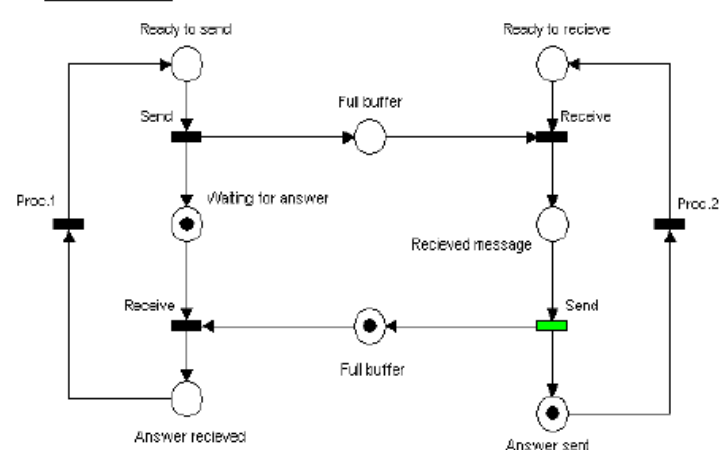 Ready to send
Ready to recieve
Full buffer
Send
Receive
Waiting for answer
Proc.1
Proc.2
Recieved message
Receive
Send
Full buffer
Answer recieved
Answer sent